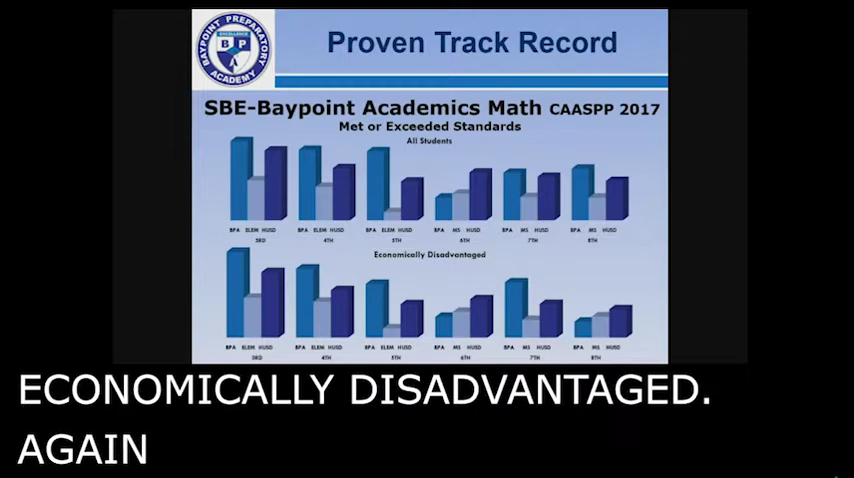 BAYPOINT PREPARATORY
EXCELLENCE
B P
A
ACADEMY
Proven Track Record
SBE-Baypoint Academics Math CAASPP 2017
Met or Exceeded Standards
All Students
BPA ELEM HUSD BPA ELEM HUSD BPA ELEM HUSD BPA MS HUSD BPA MS HUSD BPA MS HUSD
3RD 4TH 5TH 6TH 7TH 8TH
Economically Disadvantaged
BPA ELEM HUSD BPA ELEM HUSD BPA ELEM HUSD BPA MS HUSD BPA MS HUSD BPA MS HUSD
3RD 4TH 5TH 6TH 7TH 8TH
ECONOMICALLY DISADVANTAGED.
AGAIN